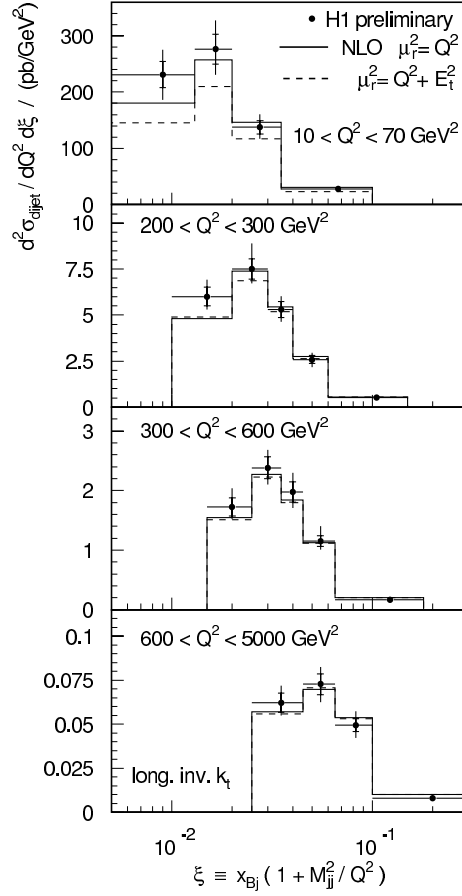 H1 preliminary
NLO μ_r^2 = Q^2
μ_r^2 = Q^2 + E_t^2
300
200
100
0
10 < Q^2 < 70 GeV^2
10
7.5
5
2.5
0
200 < Q^2 < 300 GeV^2
3
2
1
0
300 < Q^2 < 600 GeV^2
0.1
0.075
0.05
0.025
0
600 < Q^2 < 5000 GeV^2
long. inv. k_t
10^-2
10^-1
ξ ≡ x_Bj ( 1 + M_jj^2 / Q^2 )
d^2 σ_dijet / dQ^2 dξ / (pb/GeV^2)